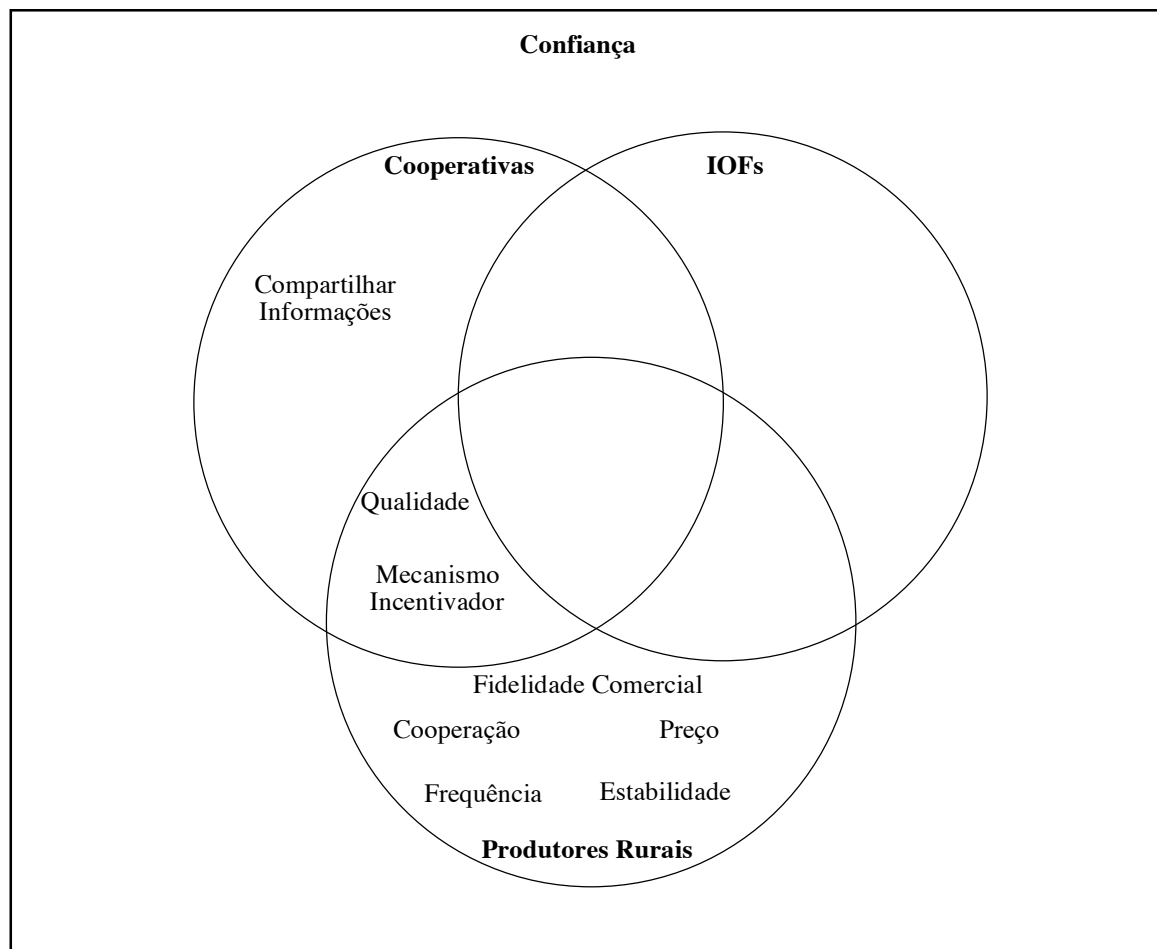 Confiança
Cooperativas
IOFs
Compartilhar
Informações
Qualidade
Mecanismo
Incentivador
Fidelidade Comercial
Cooperação
Preço
Frequência
Estabilidade
Produtores Rurais